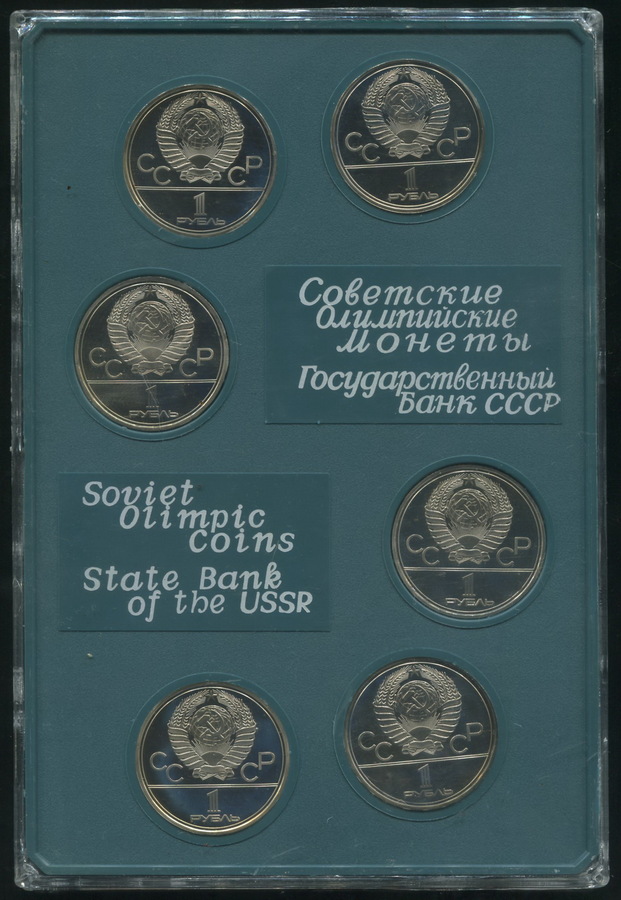 СССР
1
РУБЛЬ
СССР
1
РУБЛЬ
СССР
1
РУБЛЬ
Советские
Олимпийские
Монеты
Государственный
Банк СССР
Soviet
Olimpic
Coins
State Bank
of the USSR
СССР
1
РУБЛЬ
СССР
1
РУБЛЬ
СССР
1
РУБЛЬ